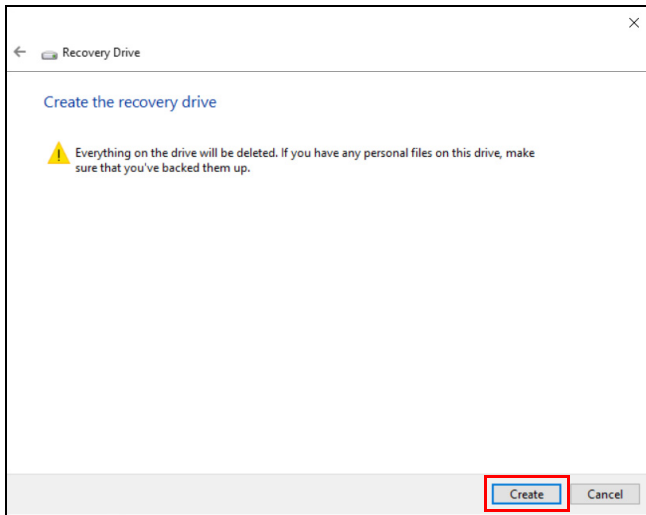 Recovery Drive
Create the recovery drive
Everything on the drive will be deleted. If you have any personal files on this drive, make
sure that you've backed them up.
Create Cancel